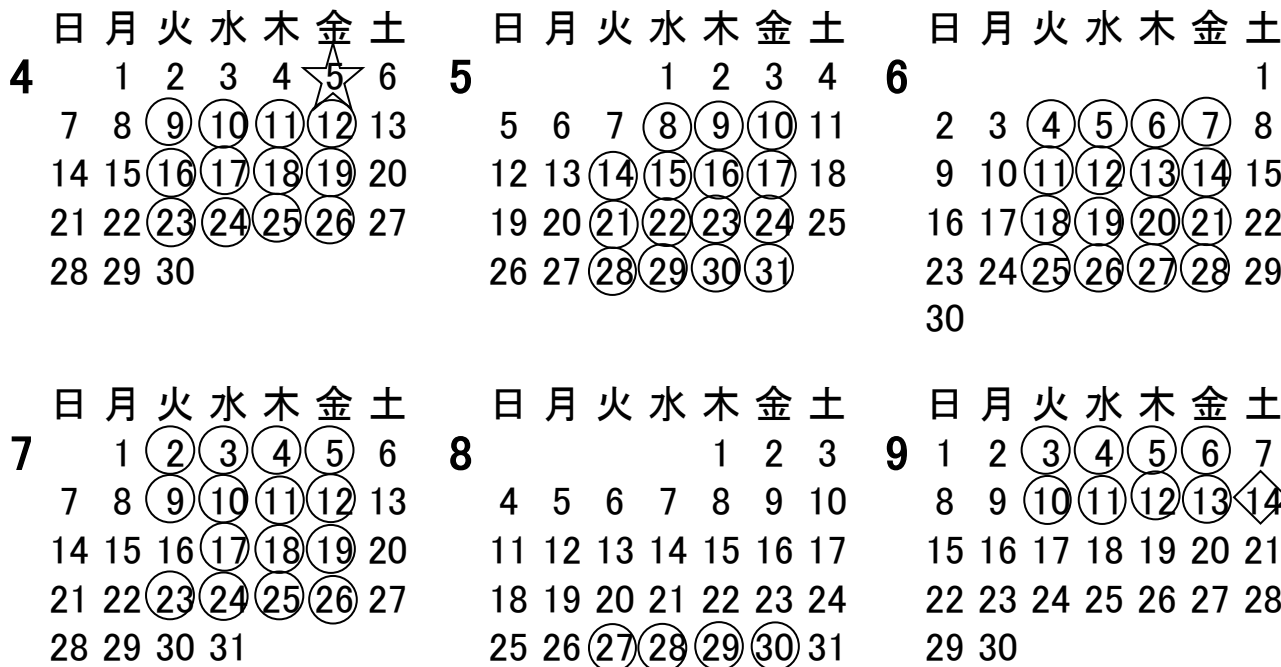 日 月 火 水 木 金 土
4 1 2 3 4 5 6
7 8 9 10 11 12 13
14 15 16 17 18 19 20
21 22 23 24 25 26 27
28 29 30
日 月 火 水 木 金 土
5 1 2 3 4
5 6 7 8 9 10 11
12 13 14 15 16 17 18
19 20 21 22 23 24 25
26 27 28 29 30 31
日 月 火 水 木 金 土
6 1
2 3 4 5 6 7 8
9 10 11 12 13 14 15
16 17 18 19 20 21 22
23 24 25 26 27 28 29
30
日 月 火 水 木 金 土
7 1 2 3 4 5 6
7 8 9 10 11 12 13
14 15 16 17 18 19 20
21 22 23 24 25 26 27
28 29 30 31
日 月 火 水 木 金 土
8 1 2 3
4 5 6 7 8 9 10
11 12 13 14 15 16 17
18 19 20 21 22 23 24
25 26 27 28 29 30 31
日 月 火 水 木 金 土
9 1 2 3 4 5 6 7
8 9 10 11 12 13 14
15 16 17 18 19 20 21
22 23 24 25 26 27 28
29 30